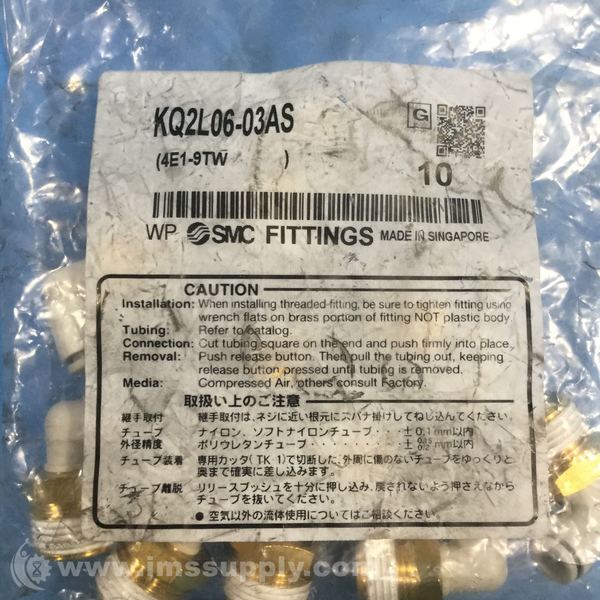 KQ2L06-03AS
G
(4E1-9TW )
10
WP SMC FITTINGS MADE IN SINGAPORE
CAUTION
Installation: When installing threaded fitting, be sure to tighten fitting using
wrench flats on brass portion of fitting NOT plastic body.
Tubing: Refer to catalog.
Connection: Cut tubing square on the end and push firmly into place.
Removal: Push release button. Then pull the tubing out, keeping
release button pressed until tubing is removed.
Media: Compressed Air, others consult Factory.
取扱い上のご注意
継手取付 継手取付は、ネジに近い根元にスパナ掛けしてねじ込んでください。
チューブ ナイロン、ソフトナイロンチューブ・・・± 0.1mm以内
外径精度 ポリウレタンチューブ・・・・・・・・± 0.15 0.2 mm以内
チューブ装着 専用カッタ(TK-1)で切断した、外周に傷のないチューブをゆっくりと
奥まで確実に差し込みます。
チューブ離脱 リリースブッシュを十分に押し込み、戻されないよう押さえながら
チューブを抜いてください。
● 空気以外の流体使用についてはご相談ください。
© www.imssupply.com